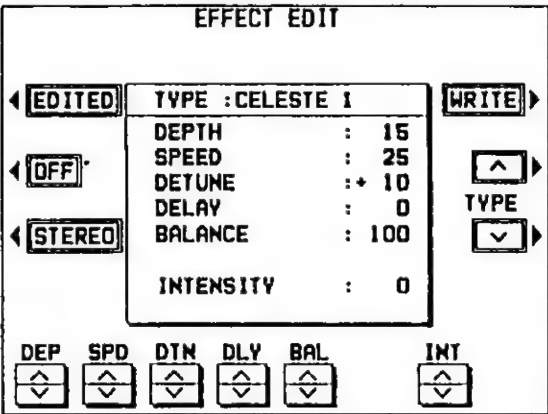 EFFECT EDIT
EDITED
TYPE :CELESTE 1
WRITE
DEPTH : 15
SPEED : 25
OFF
DETUNE :+ 10
DELAY : 0
TYPE
STEREO
BALANCE : 100
INTENSITY : 0
DEP SPD DTN DLY BAL INT